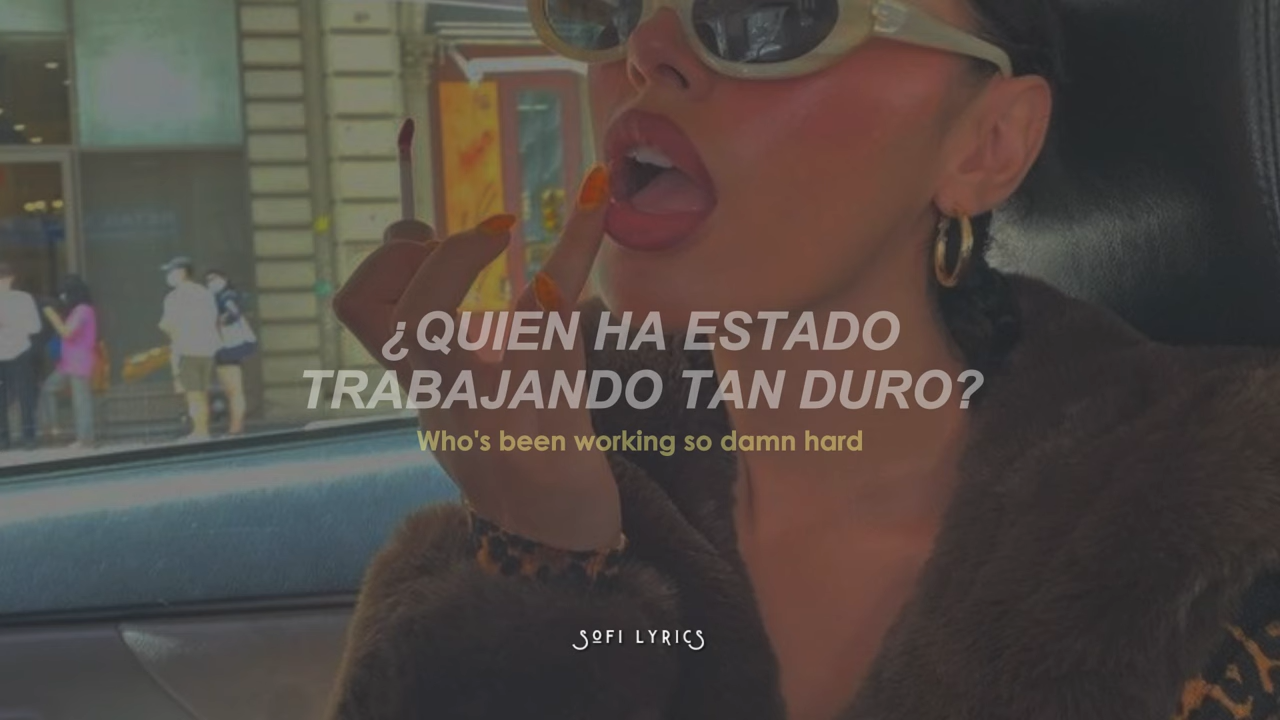 ¿QUIEN HA ESTADO
TRABAJANDO TAN DURO?
Who's been working so damn hard
SOFI LYRICS